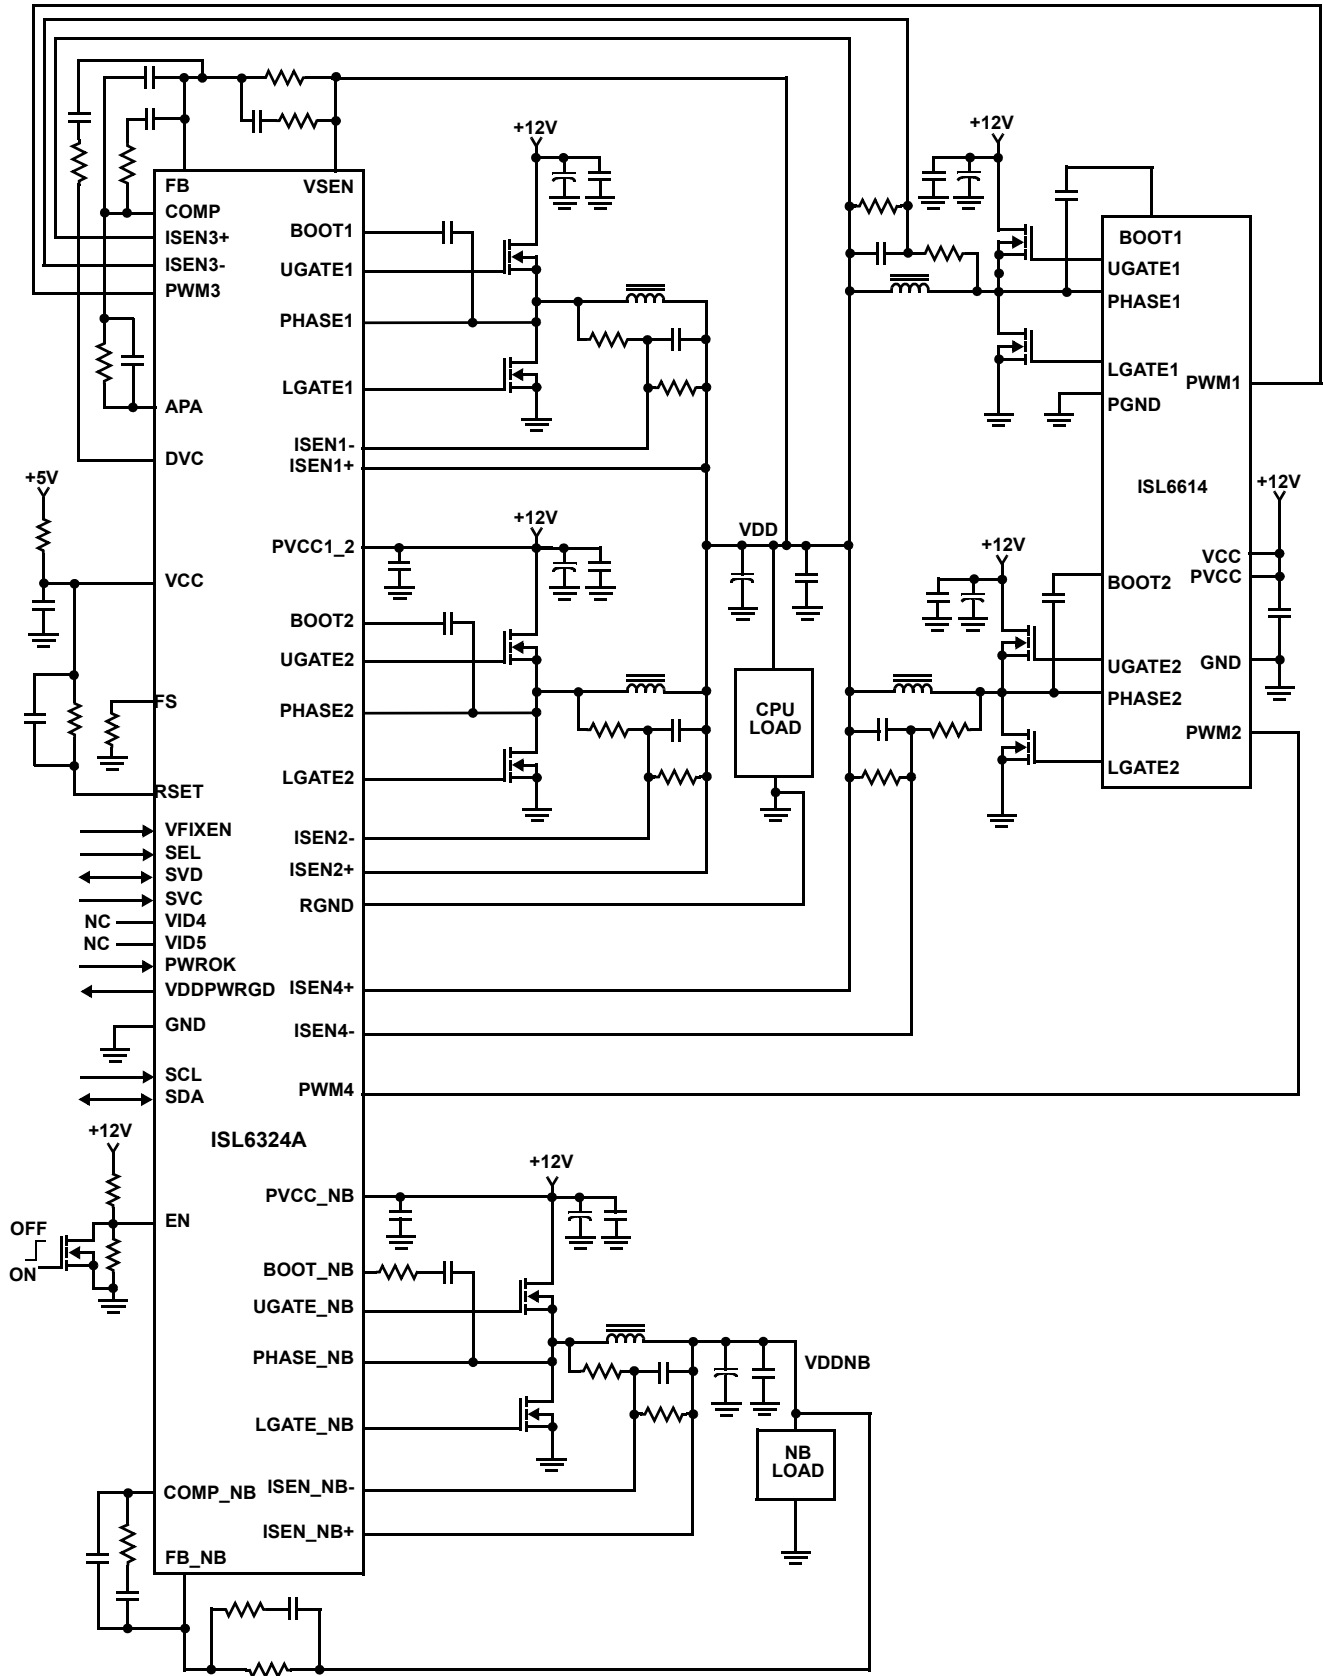 +12V
+12V
FB
VSEN
COMP
ISEN3+
ISEN3-
PWM3
BOOT1
UGATE1
PHASE1
LGATE1
APA
ISEN1-
ISEN1+
DVC
BOOT1
UGATE1
PHASE1
LGATE1
PWM1
PGND
ISL6614
+12V
+5V
+12V
VDD
+12V
PVCC1_2
VCC
VCC
PVCC
BOOT2
BOOT2
UGATE2
UGATE2
GND
PHASE2
PHASE2
FS
CPU
LOAD
PWM2
LGATE2
LGATE2
RSET
VFIXEN
SEL
SVD
SVC
NC
VID4
NC
VID5
PWROK
VDDPWRGD
ISEN2-
ISEN2+
RGND
ISEN4+
GND
ISEN4-
SCL
SDA
PWM4
+12V
ISL6324A
+12V
PVCC_NB
EN
OFF
ON
BOOT_NB
UGATE_NB
PHASE_NB
VDDNB
LGATE_NB
NB
LOAD
COMP_NB
ISEN_NB-
ISEN_NB+
FB_NB